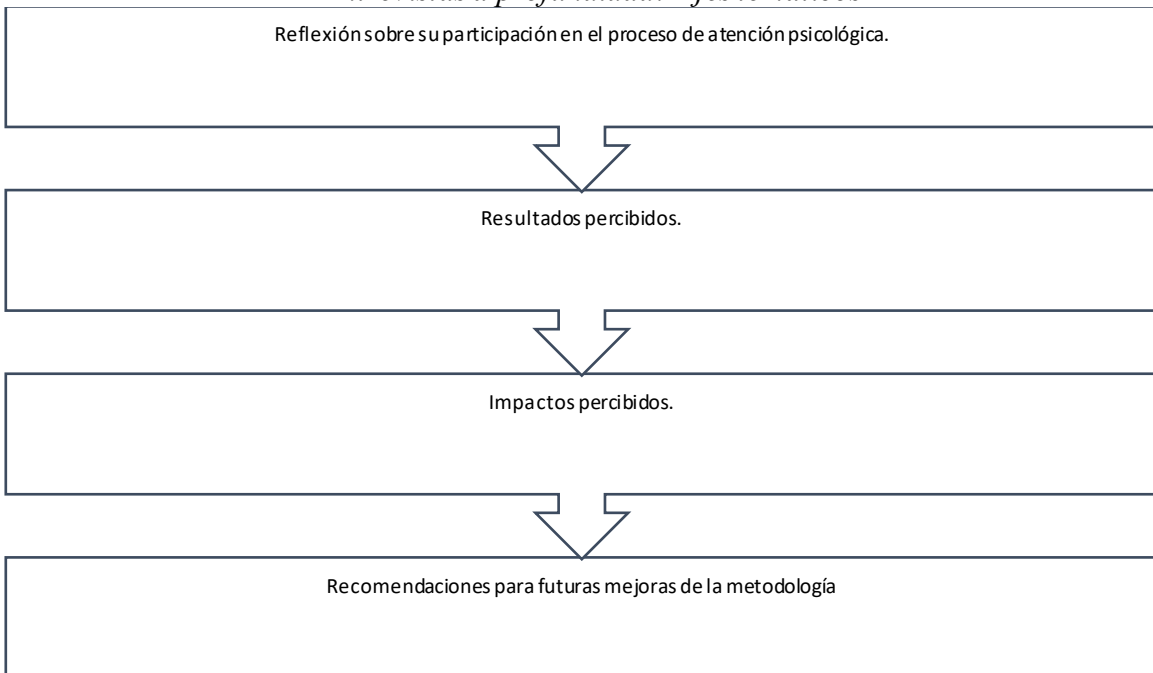 Reflexión sobre su participación en el proceso de atención psicológica.
Resultados percibidos.
Impactos percibidos.
Recomendaciones para futuras mejoras de la metodología